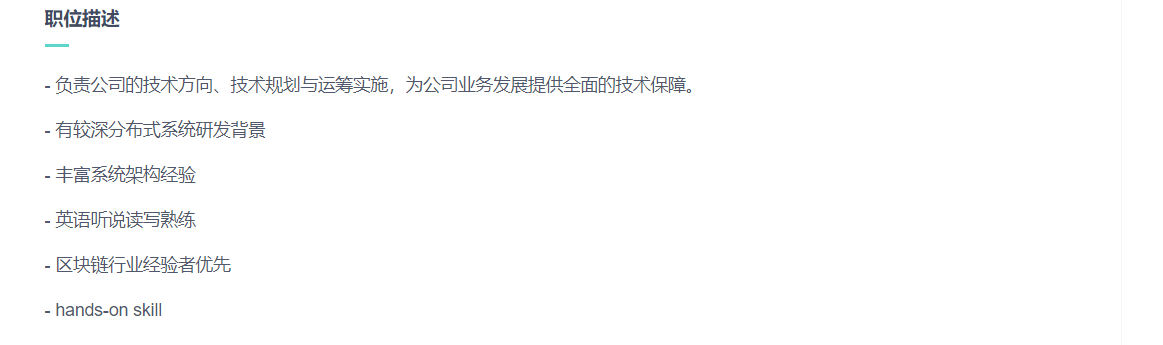 职位描述
- 负责公司的技术方向、技术规划与运筹实施，为公司业务发展提供全面的技术保障。
- 有较深分布式系统研发背景
- 丰富系统架构经验
- 英语听说读写熟练
- 区块链行业经验者优先
- hands-on skill